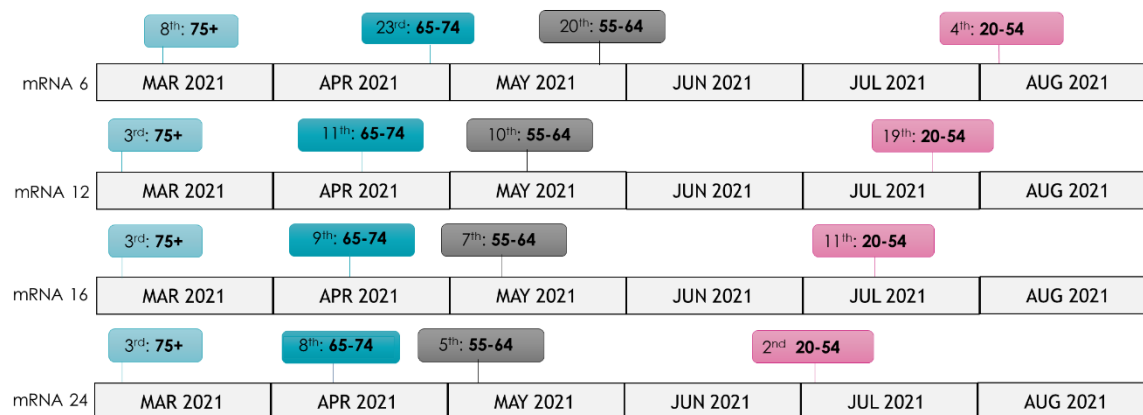 8th: 75+ 23rd: 65-74 20th: 55-64 4th: 20-54
mRNA 6 MAR 2021 APR 2021 MAY 2021 JUN 2021 JUL 2021 AUG 2021
3rd: 75+ 11th: 65-74 10th: 55-64 19th: 20-54
mRNA 12 MAR 2021 APR 2021 MAY 2021 JUN 2021 JUL 2021 AUG 2021
3rd: 75+ 9th: 65-74 7th: 55-64 11th: 20-54
mRNA 16 MAR 2021 APR 2021 MAY 2021 JUN 2021 JUL 2021 AUG 2021
3rd: 75+ 8th: 65-74 5th: 55-64 2nd 20-54
mRNA 24 MAR 2021 APR 2021 MAY 2021 JUN 2021 JUL 2021 AUG 2021